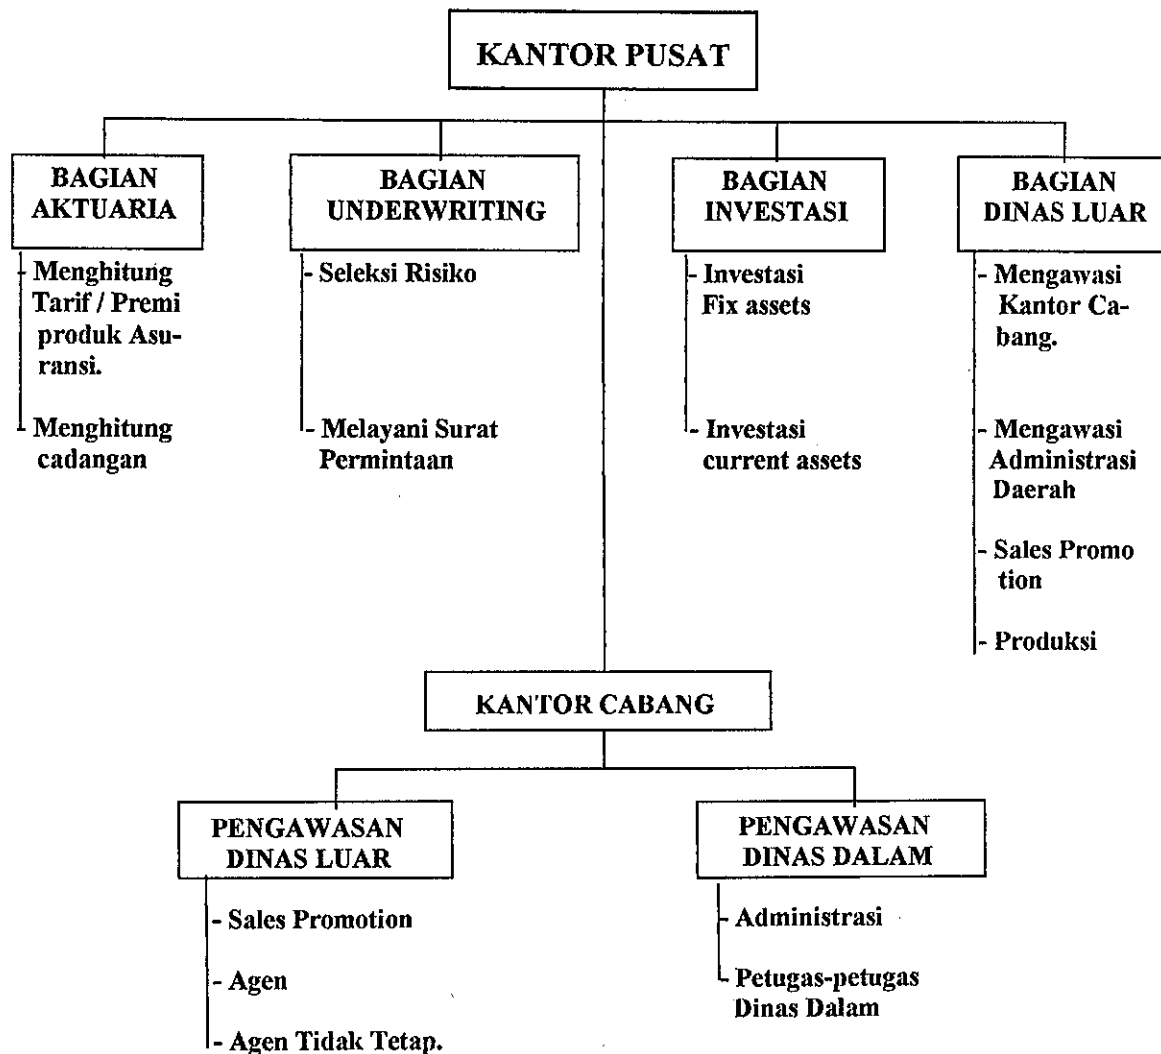 KANTOR PUSAT
BAGIAN
AKTUARIA
- Menghitung
Tarif / Premi
produk Asu-
ransi.
- Menghitung
cadangan
BAGIAN
UNDERWRITING
- Seleksi Risiko
- Melayani Surat
Permintaan
BAGIAN
INVESTASI
- Investasi
Fix assets
- Investasi
current assets
BAGIAN
DINAS LUAR
- Mengawasi
Kantor Ca-
bang.
- Mengawasi
Administrasi
Daerah
- Sales Promo
tion
- Produksi
KANTOR CABANG
PENGAWASAN
DINAS LUAR
- Sales Promotion
- Agen
- Agen Tidak Tetap.
PENGAWASAN
DINAS DALAM
- Administrasi
- Petugas-petugas
Dinas Dalam